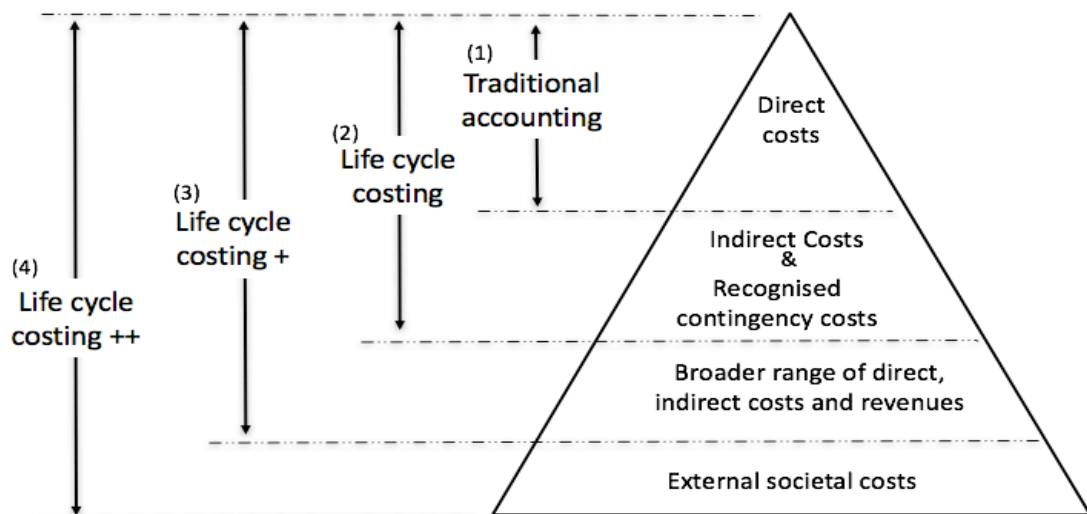 (1)
Traditional
accounting
(2)
Life cycle
costing
(3)
Life cycle
costing +
(4)
Life cycle
costing ++
Direct
costs
Indirect Costs
&
Recognised
contingency costs
Broader range of direct,
indirect costs and revenues
External societal costs